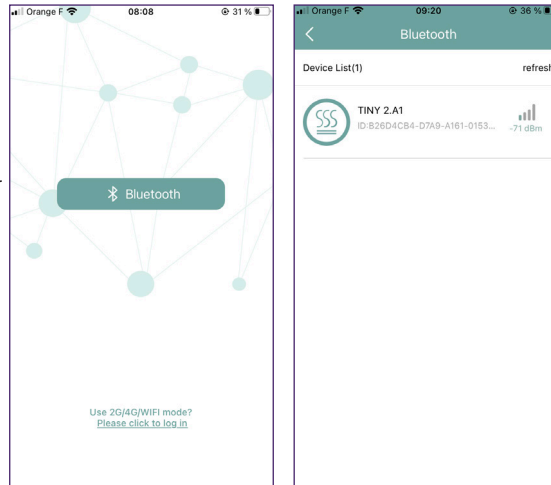 Orange F 08:08 31 %
Bluetooth
Use 2G/4G/WIFI mode?
Please click to log in
Orange F 09:20 36 %
Bluetooth
Device List(1) refresh
TINY 2.A1
ID:B26D4CB4-D7A9-A161-0153...
-71 dBm